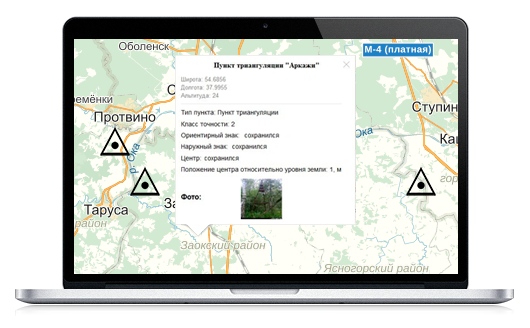 Оболенск
М-4 (платная)
Пункт триангуляции "Аркажи"
Широта: 54.6856
Долгота: 37.9955
Альтитуда: 24
Тип пункта: Пункт триангуляции
Класс точности: 2
Ориентирный знак: сохранился
Наружный знак: сохранился
Центр: сохранился
Положение центра относительно уровня земли: 1, м
Фото:
ремёнки
Протвино
р. Ока
Таруса
За
Ступин
Ока
Ка
Заокский район
Ясногорский район